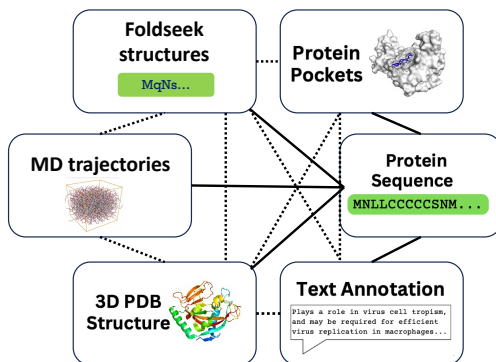 Foldseek
structures
MqNs...
Protein
Pockets
MD trajectories
Protein
Sequence
MNLLCCCCCSNM...
3D PDB
Structure
Text Annotation
Plays a role in virus cell tropism,
and may be required for efficient
virus replication in macrophages...